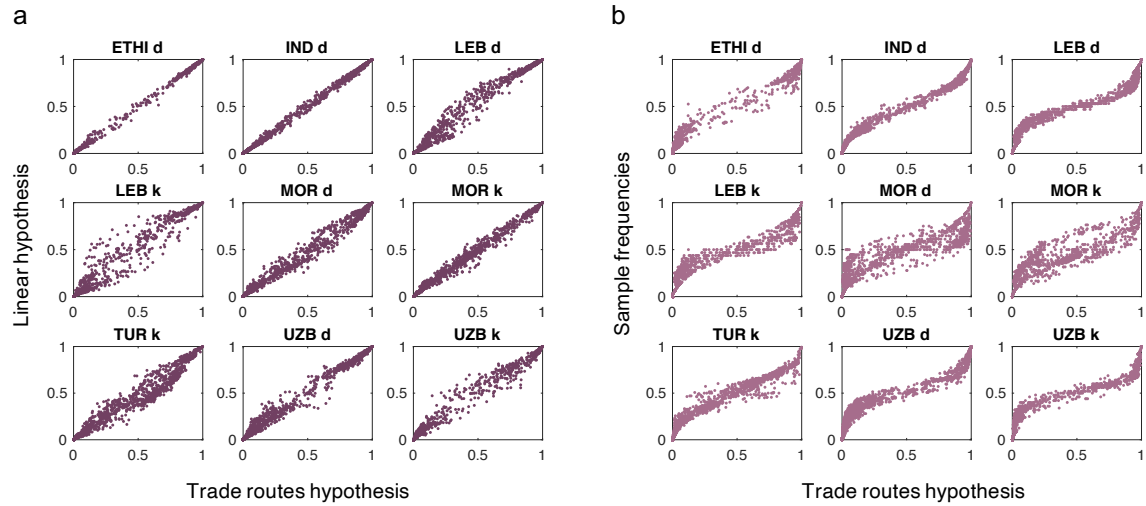 a
ETHI d IND d LEB d
1
0.5
0
0 0.5 1 0 0.5 1 0 0.5 1
LEB k MOR d MOR k
1
0.5
0
0 0.5 1 0 0.5 1 0 0.5 1
TUR k UZB d UZB k
1
0.5
0
0 0.5 1 0 0.5 1 0 0.5 1
Linear hypothesis
Trade routes hypothesis
b
ETHI d IND d LEB d
1
0.5
0
0 0.5 1 0 0.5 1 0 0.5 1
LEB k MOR d MOR k
1
0.5
0
0 0.5 1 0 0.5 1 0 0.5 1
TUR k UZB d UZB k
1
0.5
0
0 0.5 1 0 0.5 1 0 0.5 1
Sample frequencies
Trade routes hypothesis